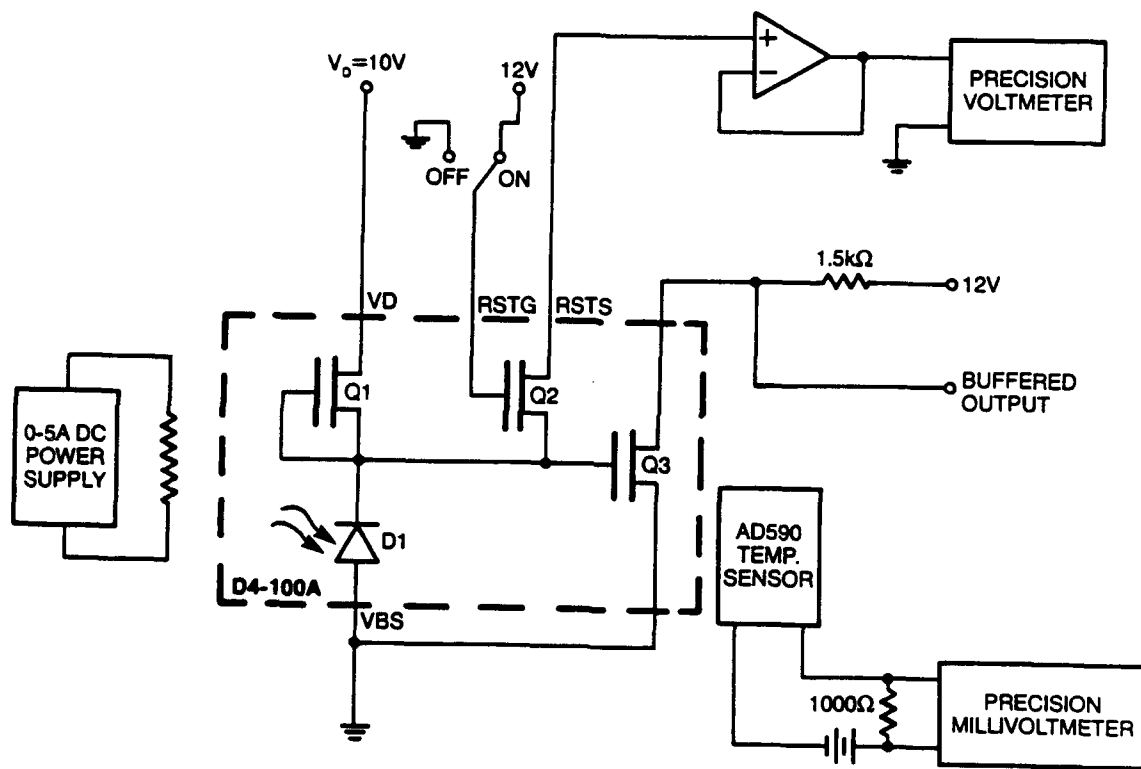 V_D=10V
12V
OFF
ON
+
−
PRECISION
VOLTMETER
1.5kΩ
12V
VD
RSTG
RSTS
Q1
Q2
Q3
BUFFERED
OUTPUT
0-5A DC
POWER
SUPPLY
D1
D4-100A
VBS
AD590
TEMP.
SENSOR
1000Ω
PRECISION
MILLIVOLTMETER